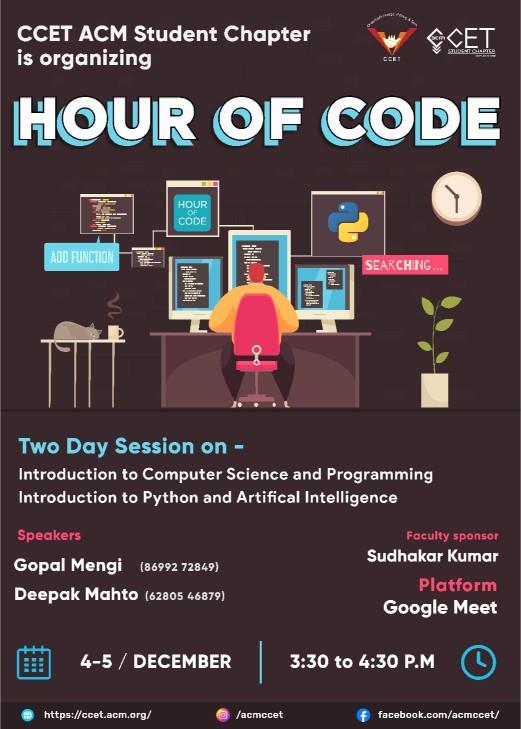 CCET ACM Student Chapter
is organizing
CCET
acm CCET
STUDENT CHAPTER
HOUR OF CODE
HOUR
OF
CODE
ADD FUNCTION
SEARCHING...
Two Day Session on -
Introduction to Computer Science and Programming
Introduction to Python and Artifical Intelligence
Speakers
Gopal Mengi (86992 72849)
Deepak Mahto (62805 46879)
Faculty sponsor
Sudhakar Kumar
Platform
Google Meet
4-5 / DECEMBER
3:30 to 4:30 P.M
https://ccet.acm.org/
/acmccet
facebook.com/acmccet/